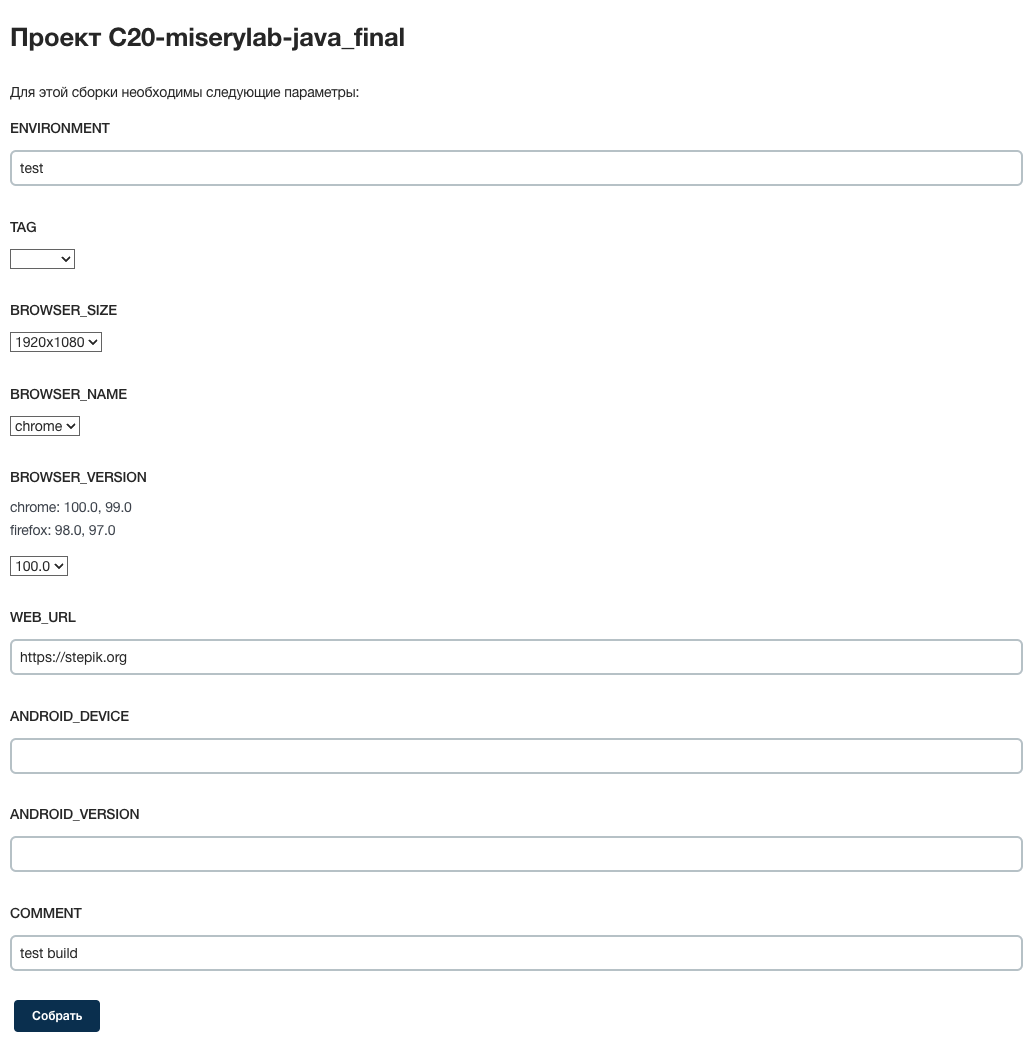 Проект C20-miserylab-java_final
Для этой сборки необходимы следующие параметры:
ENVIRONMENT
test
TAG
BROWSER_SIZE
1920x1080
BROWSER_NAME
chrome
BROWSER_VERSION
chrome: 100.0, 99.0
firefox: 98.0, 97.0
100.0
WEB_URL
https://stepik.org
ANDROID_DEVICE
ANDROID_VERSION
COMMENT
test build
Собрать